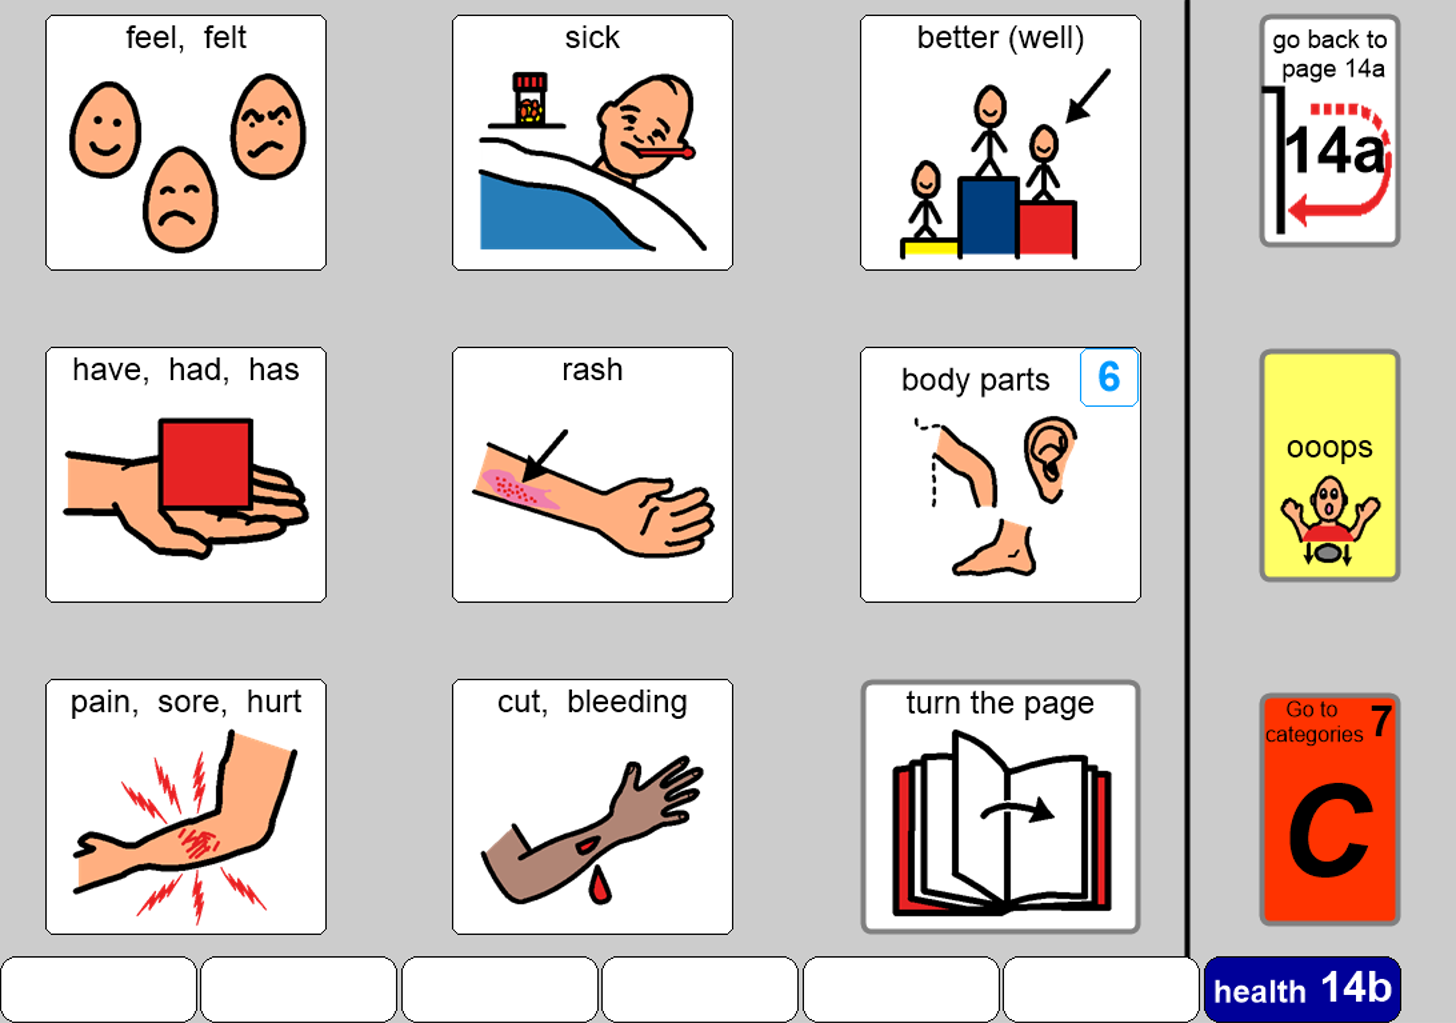 feel, felt
sick
better (well)
go back to
page 14a
14a
have, had, has
rash
body parts
6
ooops
pain, sore, hurt
cut, bleeding
turn the page
Go to
categories 7
C
health 14b